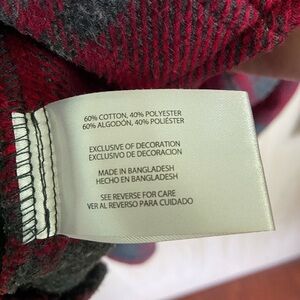 60% COTTON, 40% POLYESTER
60% ALGODÓN, 40% POLIÉSTER
EXCLUSIVE OF DECORATION
EXCLUSIVO DE DECORACION
MADE IN BANGLADESH
HECHO EN BANGLADESH
SEE REVERSE FOR CARE
VER AL REVERSO PARA CUIDADO